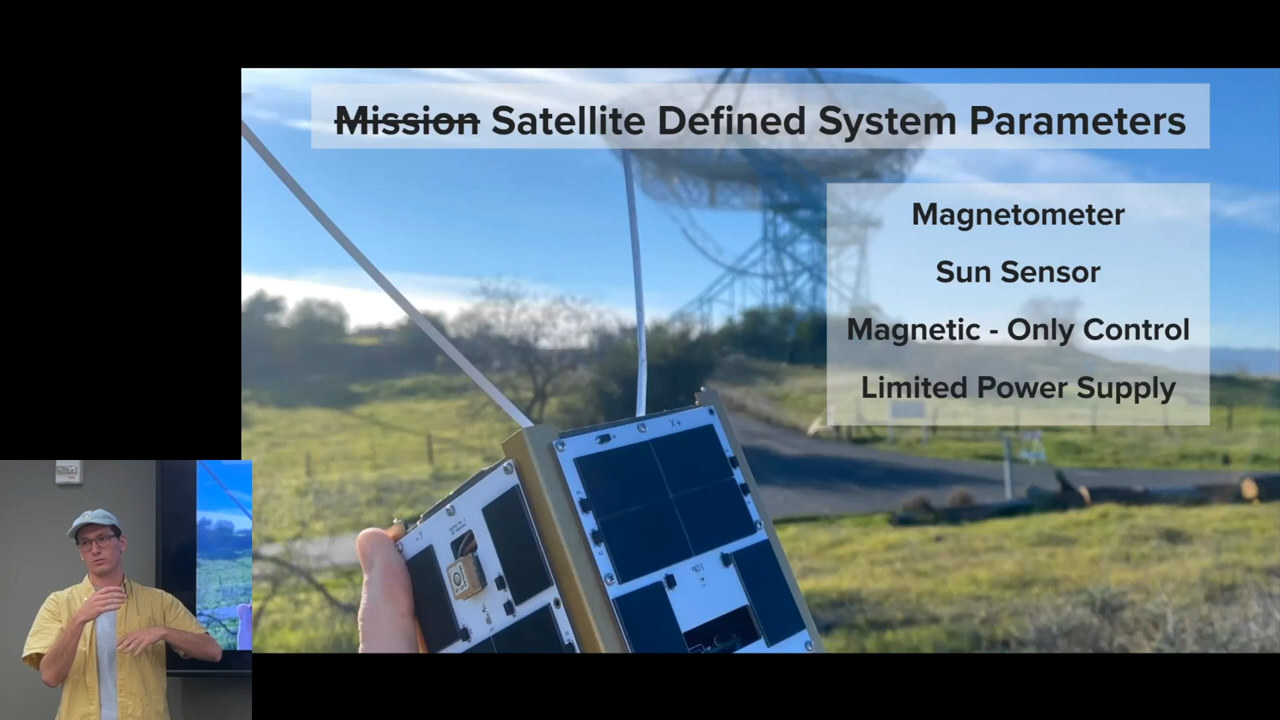 Mission Satellite Defined System Parameters
Magnetometer
Sun Sensor
Magnetic - Only Control
Limited Power Supply
X+